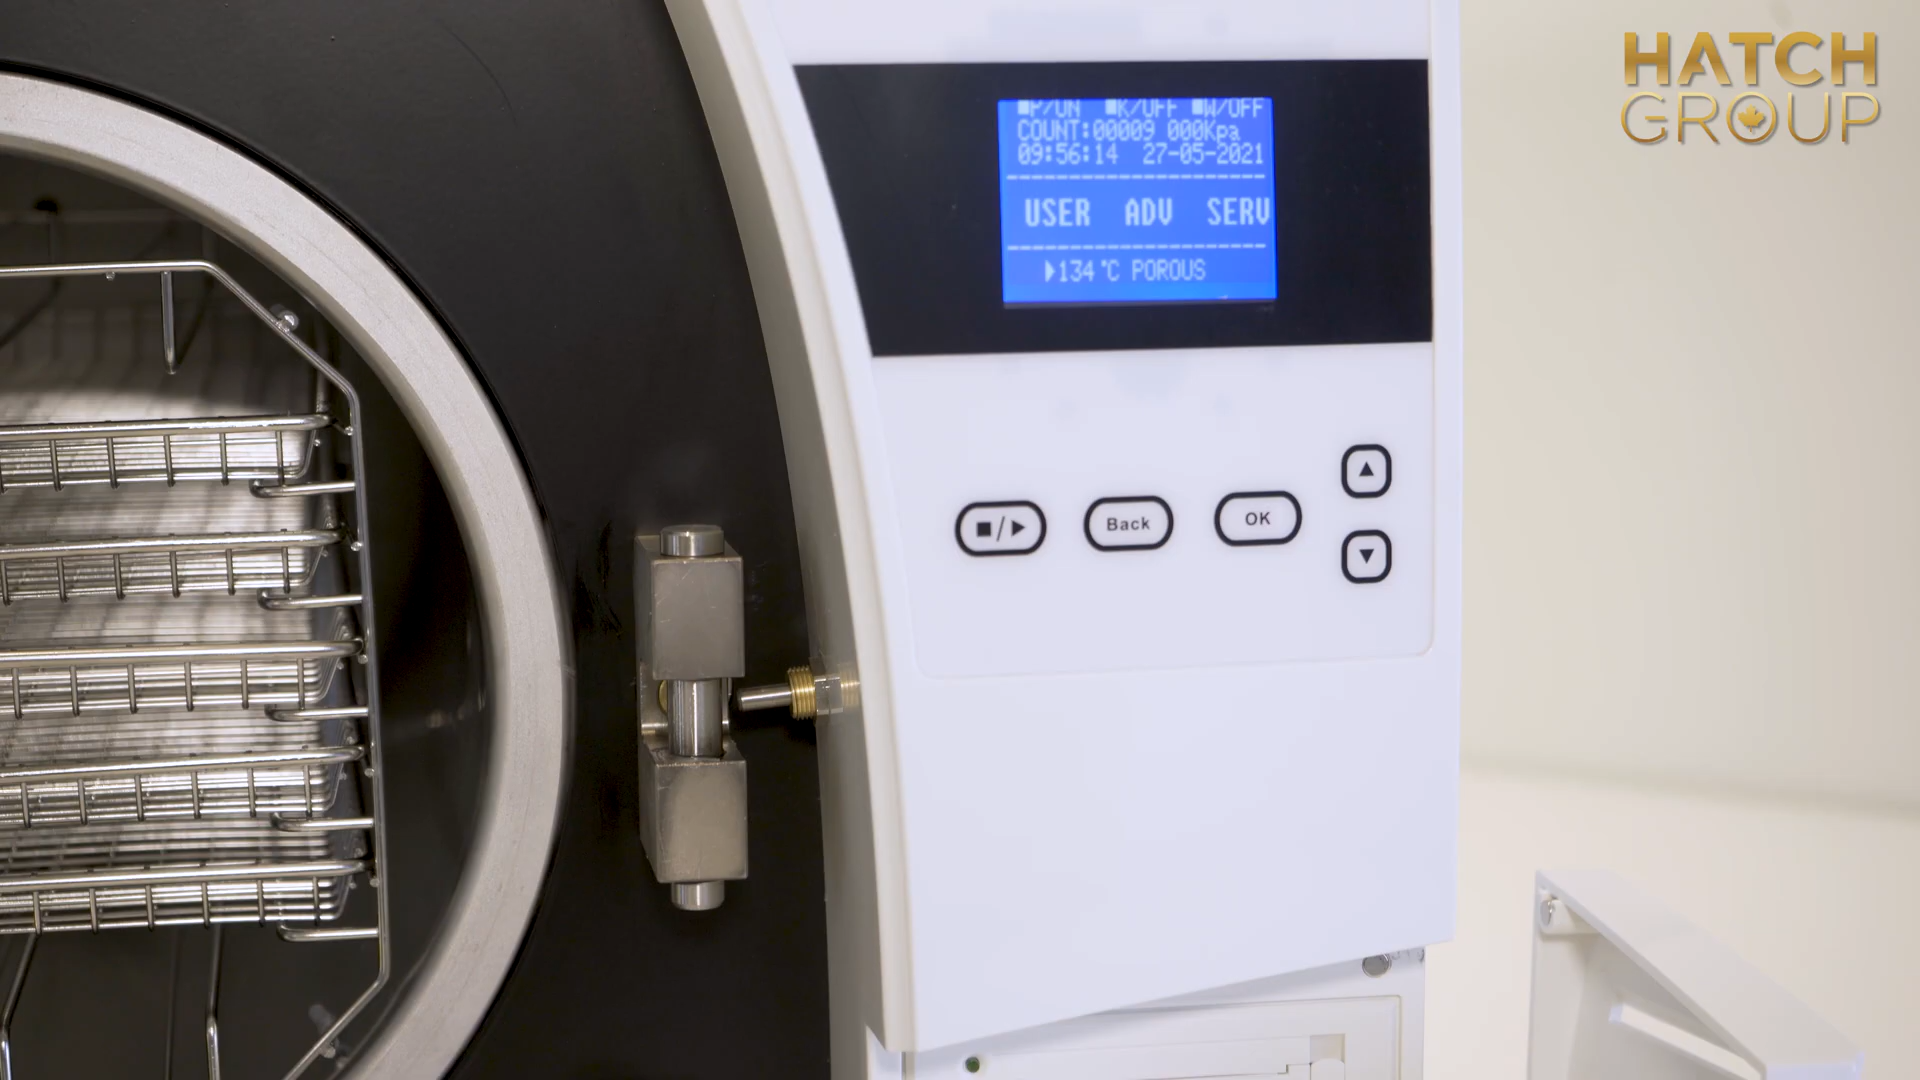 HATCH
GROUP
■P/ON ■K/OFF ■W/OFF
COUNT:00009 000Kpa
09:56:14 27-05-2021
USER ADV SERV
▶134℃ POROUS
■/▶ Back OK ▲
▼